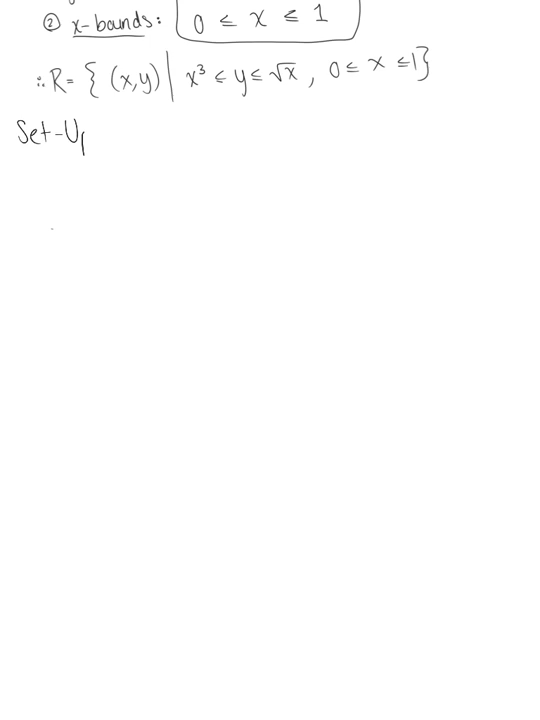 ② x-bounds: 0 ≤ x ≤ 1
∴ R = { (x,y) | x³ ≤ y ≤ √x , 0 ≤ x ≤ 1}
Set-Up